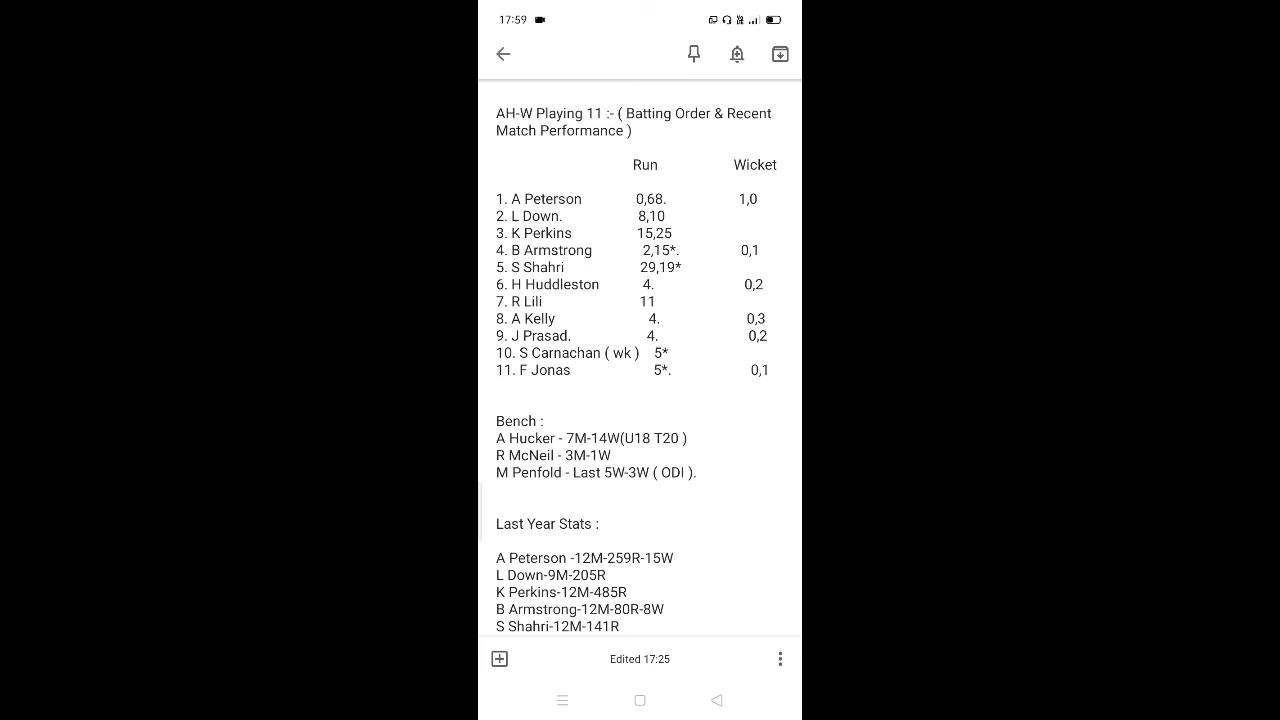 17:59
AH-W Playing 11 :- ( Batting Order & Recent
Match Performance )
Run Wicket
1. A Peterson 0,68. 1,0
2. L Down. 8,10
3. K Perkins 15,25
4. B Armstrong 2,15*. 0,1
5. S Shahri 29,19*
6. H Huddleston 4. 0,2
7. R Lili 11
8. A Kelly 4. 0,3
9. J Prasad. 4. 0,2
10. S Carnachan ( wk ) 5*
11. F Jonas 5*. 0,1
Bench :
A Hucker - 7M-14W(U18 T20 )
R McNeil - 3M-1W
M Penfold - Last 5W-3W ( ODI ).
Last Year Stats :
A Peterson -12M-259R-15W
L Down-9M-205R
K Perkins-12M-485R
B Armstrong-12M-80R-8W
S Shahri-12M-141R
Edited 17:25